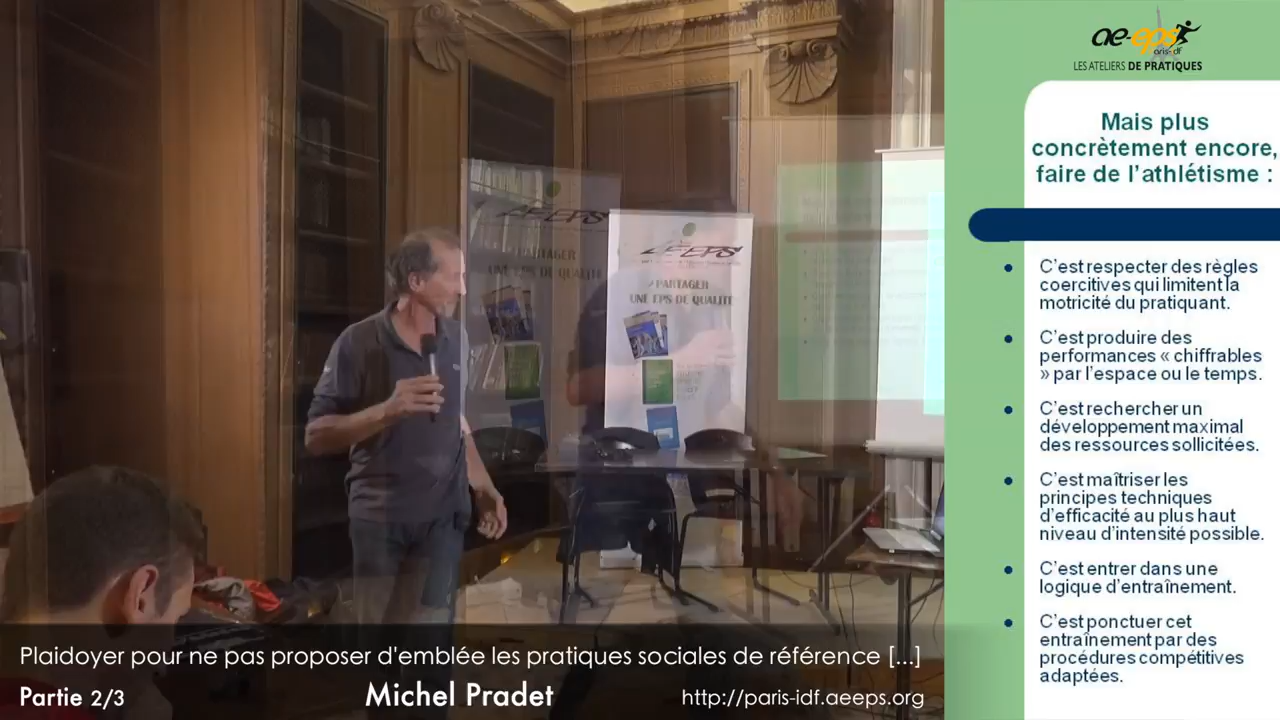 ae-eps
paris-idf
LES ATELIERS DE PRATIQUES
Mais plus
concrètement encore,
faire de l'athlétisme :
C'est respecter des règles
coercitives qui limitent la
motricité du pratiquant.
C'est produire des
performances « chiffrables
» par l'espace ou le temps.
C'est rechercher un
développement maximal
des ressources sollicitées.
C'est maîtriser les
principes techniques
d'efficacité au plus haut
niveau d'intensité possible.
C'est entrer dans une
logique d'entraînement.
C'est ponctuer cet
entraînement par des
procédures compétitives
adaptées.
AEEPS
PARTAGER
UNE EPS DE QUALITÉ
AEEPS
PARTAGER
UNE EPS DE QUALITÉ
Plaidoyer pour ne pas proposer d'emblée les pratiques sociales de référence [...]
Partie 2/3
Michel Pradet
http://paris-idf.aeeps.org